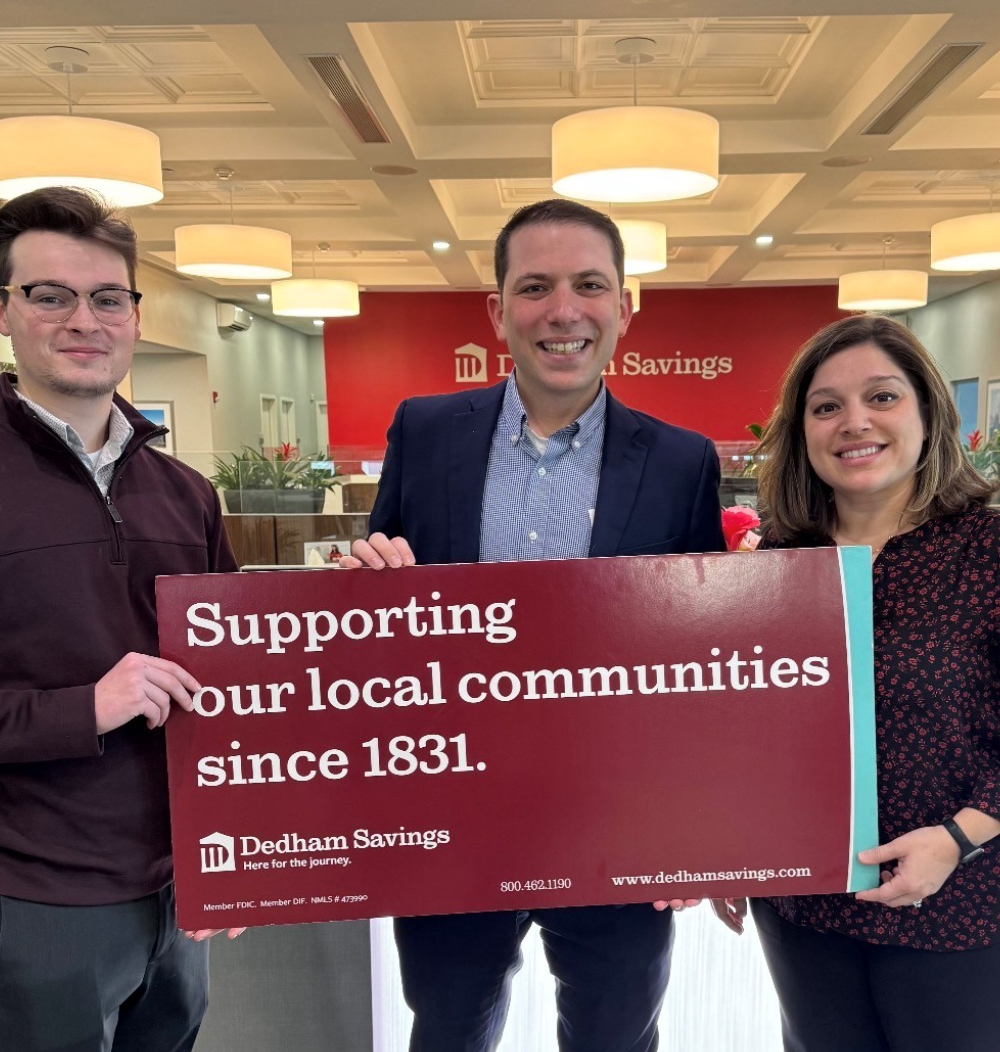 Savings
Supporting
our local communities
since 1831.
Dedham Savings
Here for the journey.
800.462.1190
www.dedhamsavings.com
Member FDIC. Member DIF. NMLS # 473990